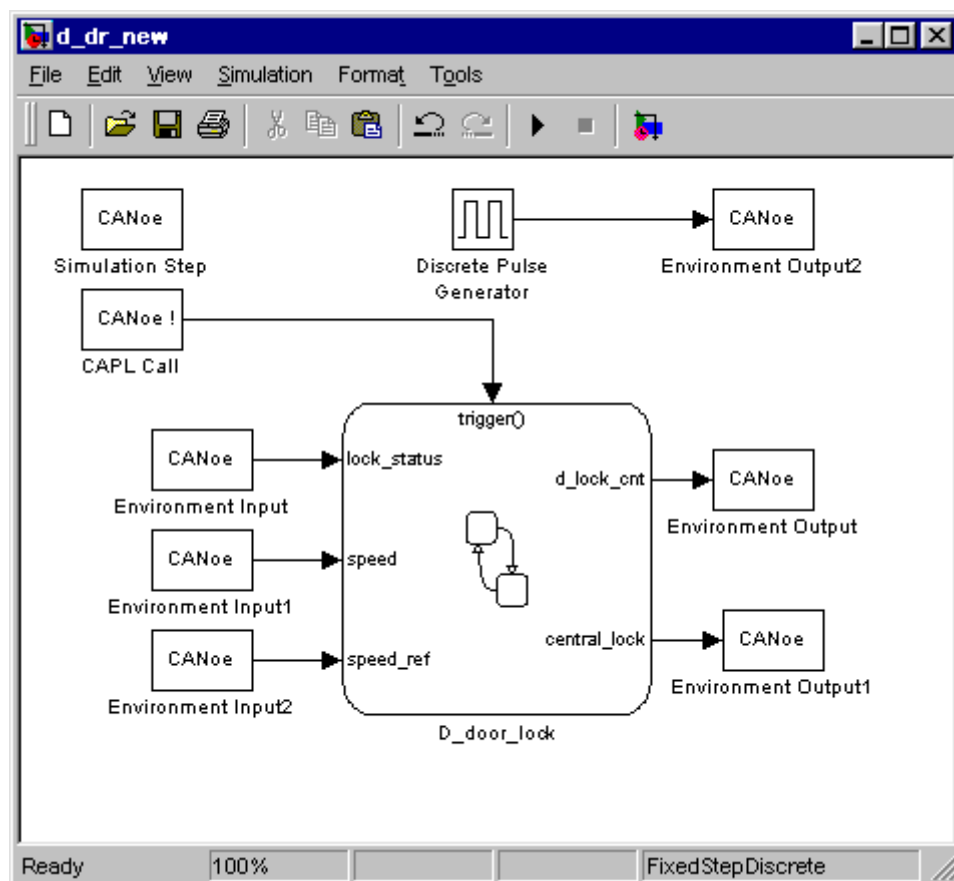 d_dr_new
File Edit View Simulation Format Tools
CANoe
Simulation Step
Discrete Pulse
Generator
CANoe
Environment Output2
CANoe !
CAPL Call
trigger()
CANoe
Environment Input
lock_status
d_lock_cnt
CANoe
Environment Output
CANoe
Environment Input1
speed
CANoe
Environment Input2
speed_ref
central_lock
CANoe
Environment Output1
D_door_lock
Ready 100% FixedStepDiscrete